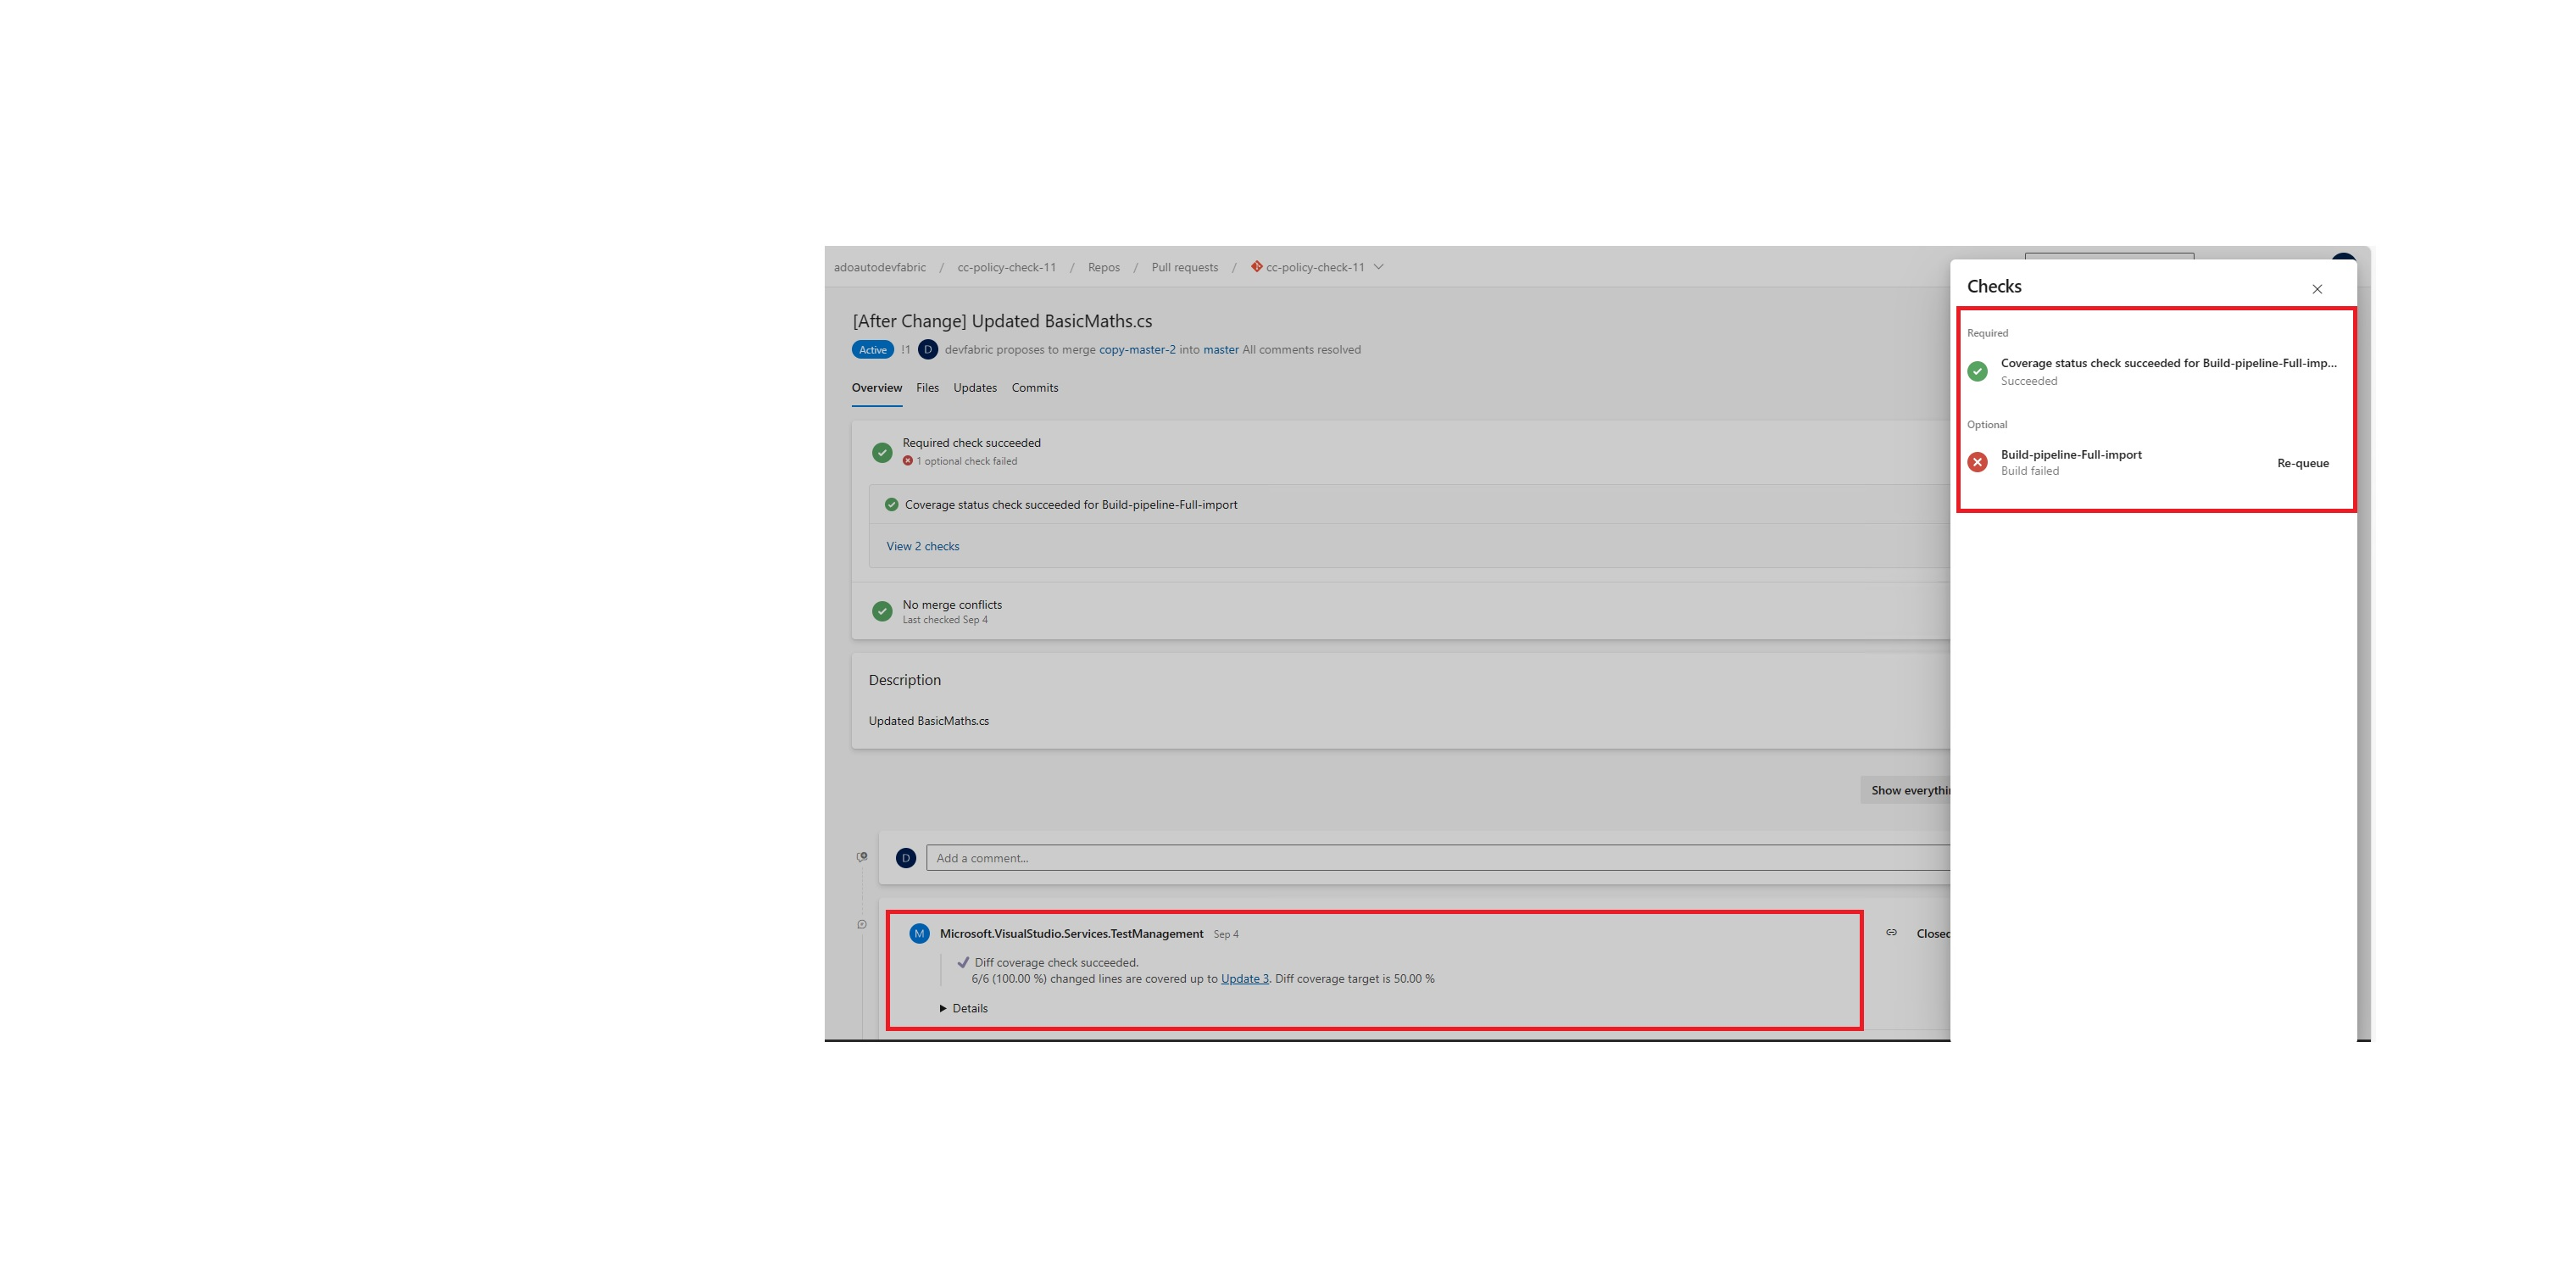 adoautodevfabric / cc-policy-check-11 / Repos / Pull requests / cc-policy-check-11
[After Change] Updated BasicMaths.cs
Active !1 D devfabric proposes to merge copy-master-2 into master All comments resolved
Overview Files Updates Commits
Required check succeeded
1 optional check failed
Coverage status check succeeded for Build-pipeline-Full-import
View 2 checks
No merge conflicts
Last checked Sep 4
Description
Updated BasicMaths.cs
Show everythi
D Add a comment...
M Microsoft.VisualStudio.Services.TestManagement Sep 4
Closed
Diff coverage check succeeded.
6/6 (100.00 %) changed lines are covered up to Update 3. Diff coverage target is 50.00 %
Details
Checks
Required
Coverage status check succeeded for Build-pipeline-Full-imp...
Succeeded
Optional
Build-pipeline-Full-import
Build failed
Re-queue